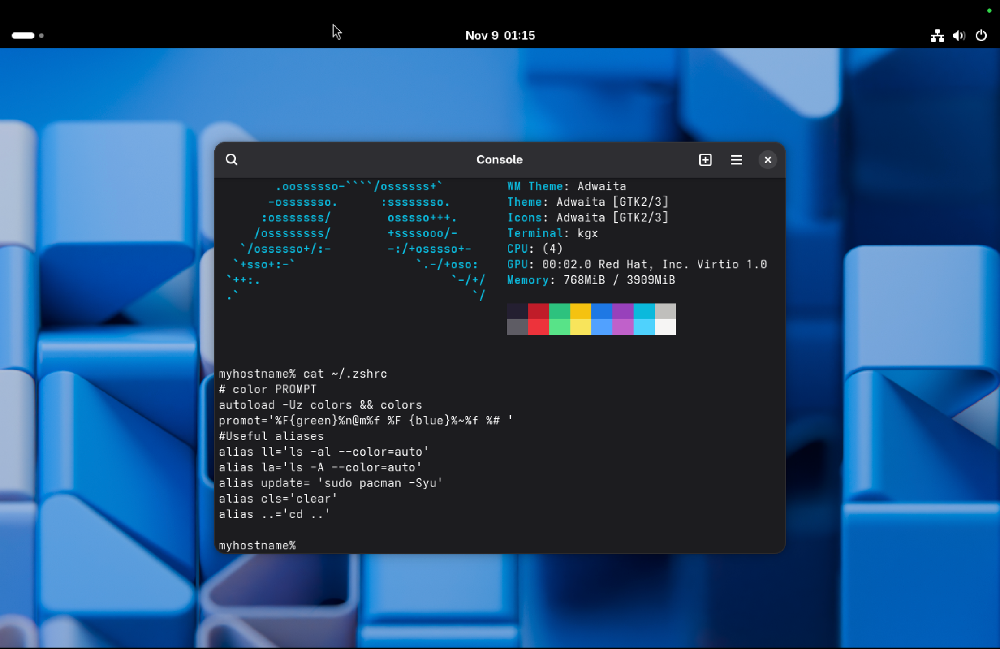 Nov 9 01:15
Console
.oossssso-````/ossssss+` WM Theme: Adwaita
-osssssso. :ssssssso. Theme: Adwaita [GTK2/3]
:osssssss/ osssso+++. Icons: Adwaita [GTK2/3]
/ossssssss/ +ssssooo/- Terminal: kgx
`/ossssso+/:- -:/+osssso+- CPU: (4)
`+sso+:-` `.-/+oso: GPU: 00:02.0 Red Hat, Inc. Virtio 1.0
`++:. `-/+/ Memory: 768MiB / 3909MiB
.` `/
myhostname% cat ~/.zshrc
# color PROMPT
autoload -Uz colors && colors
promot='%F{green}%n@m%f %F {blue}%~%f %# '
#Useful aliases
alias ll='ls -al --color=auto'
alias la='ls -A --color=auto'
alias update= 'sudo pacman -Syu'
alias cls='clear'
alias ..='cd ..'
myhostname%